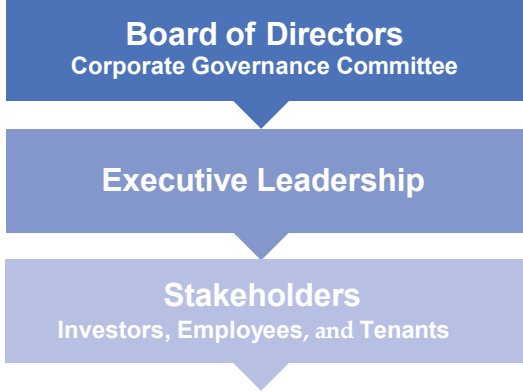 Board of Directors
Corporate Governance Committee
Executive Leadership
Stakeholders
Investors, Employees, and Tenants